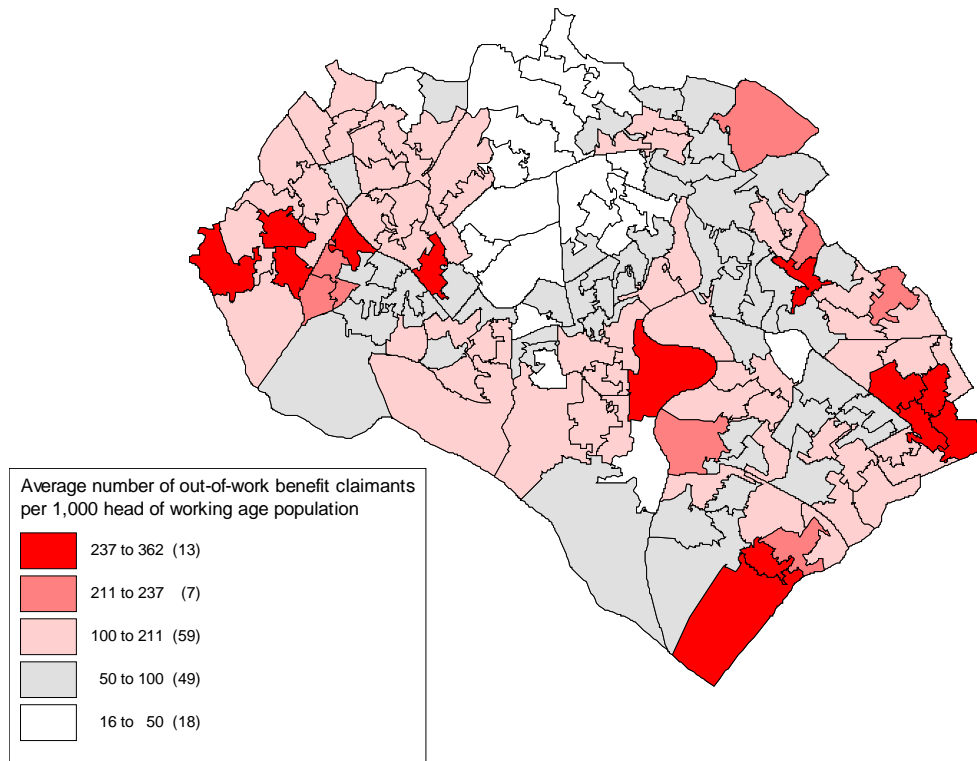 Average number of out-of-work benefit claimants
per 1,000 head of working age population
237 to 362 (13)
211 to 237 (7)
100 to 211 (59)
50 to 100 (49)
16 to 50 (18)